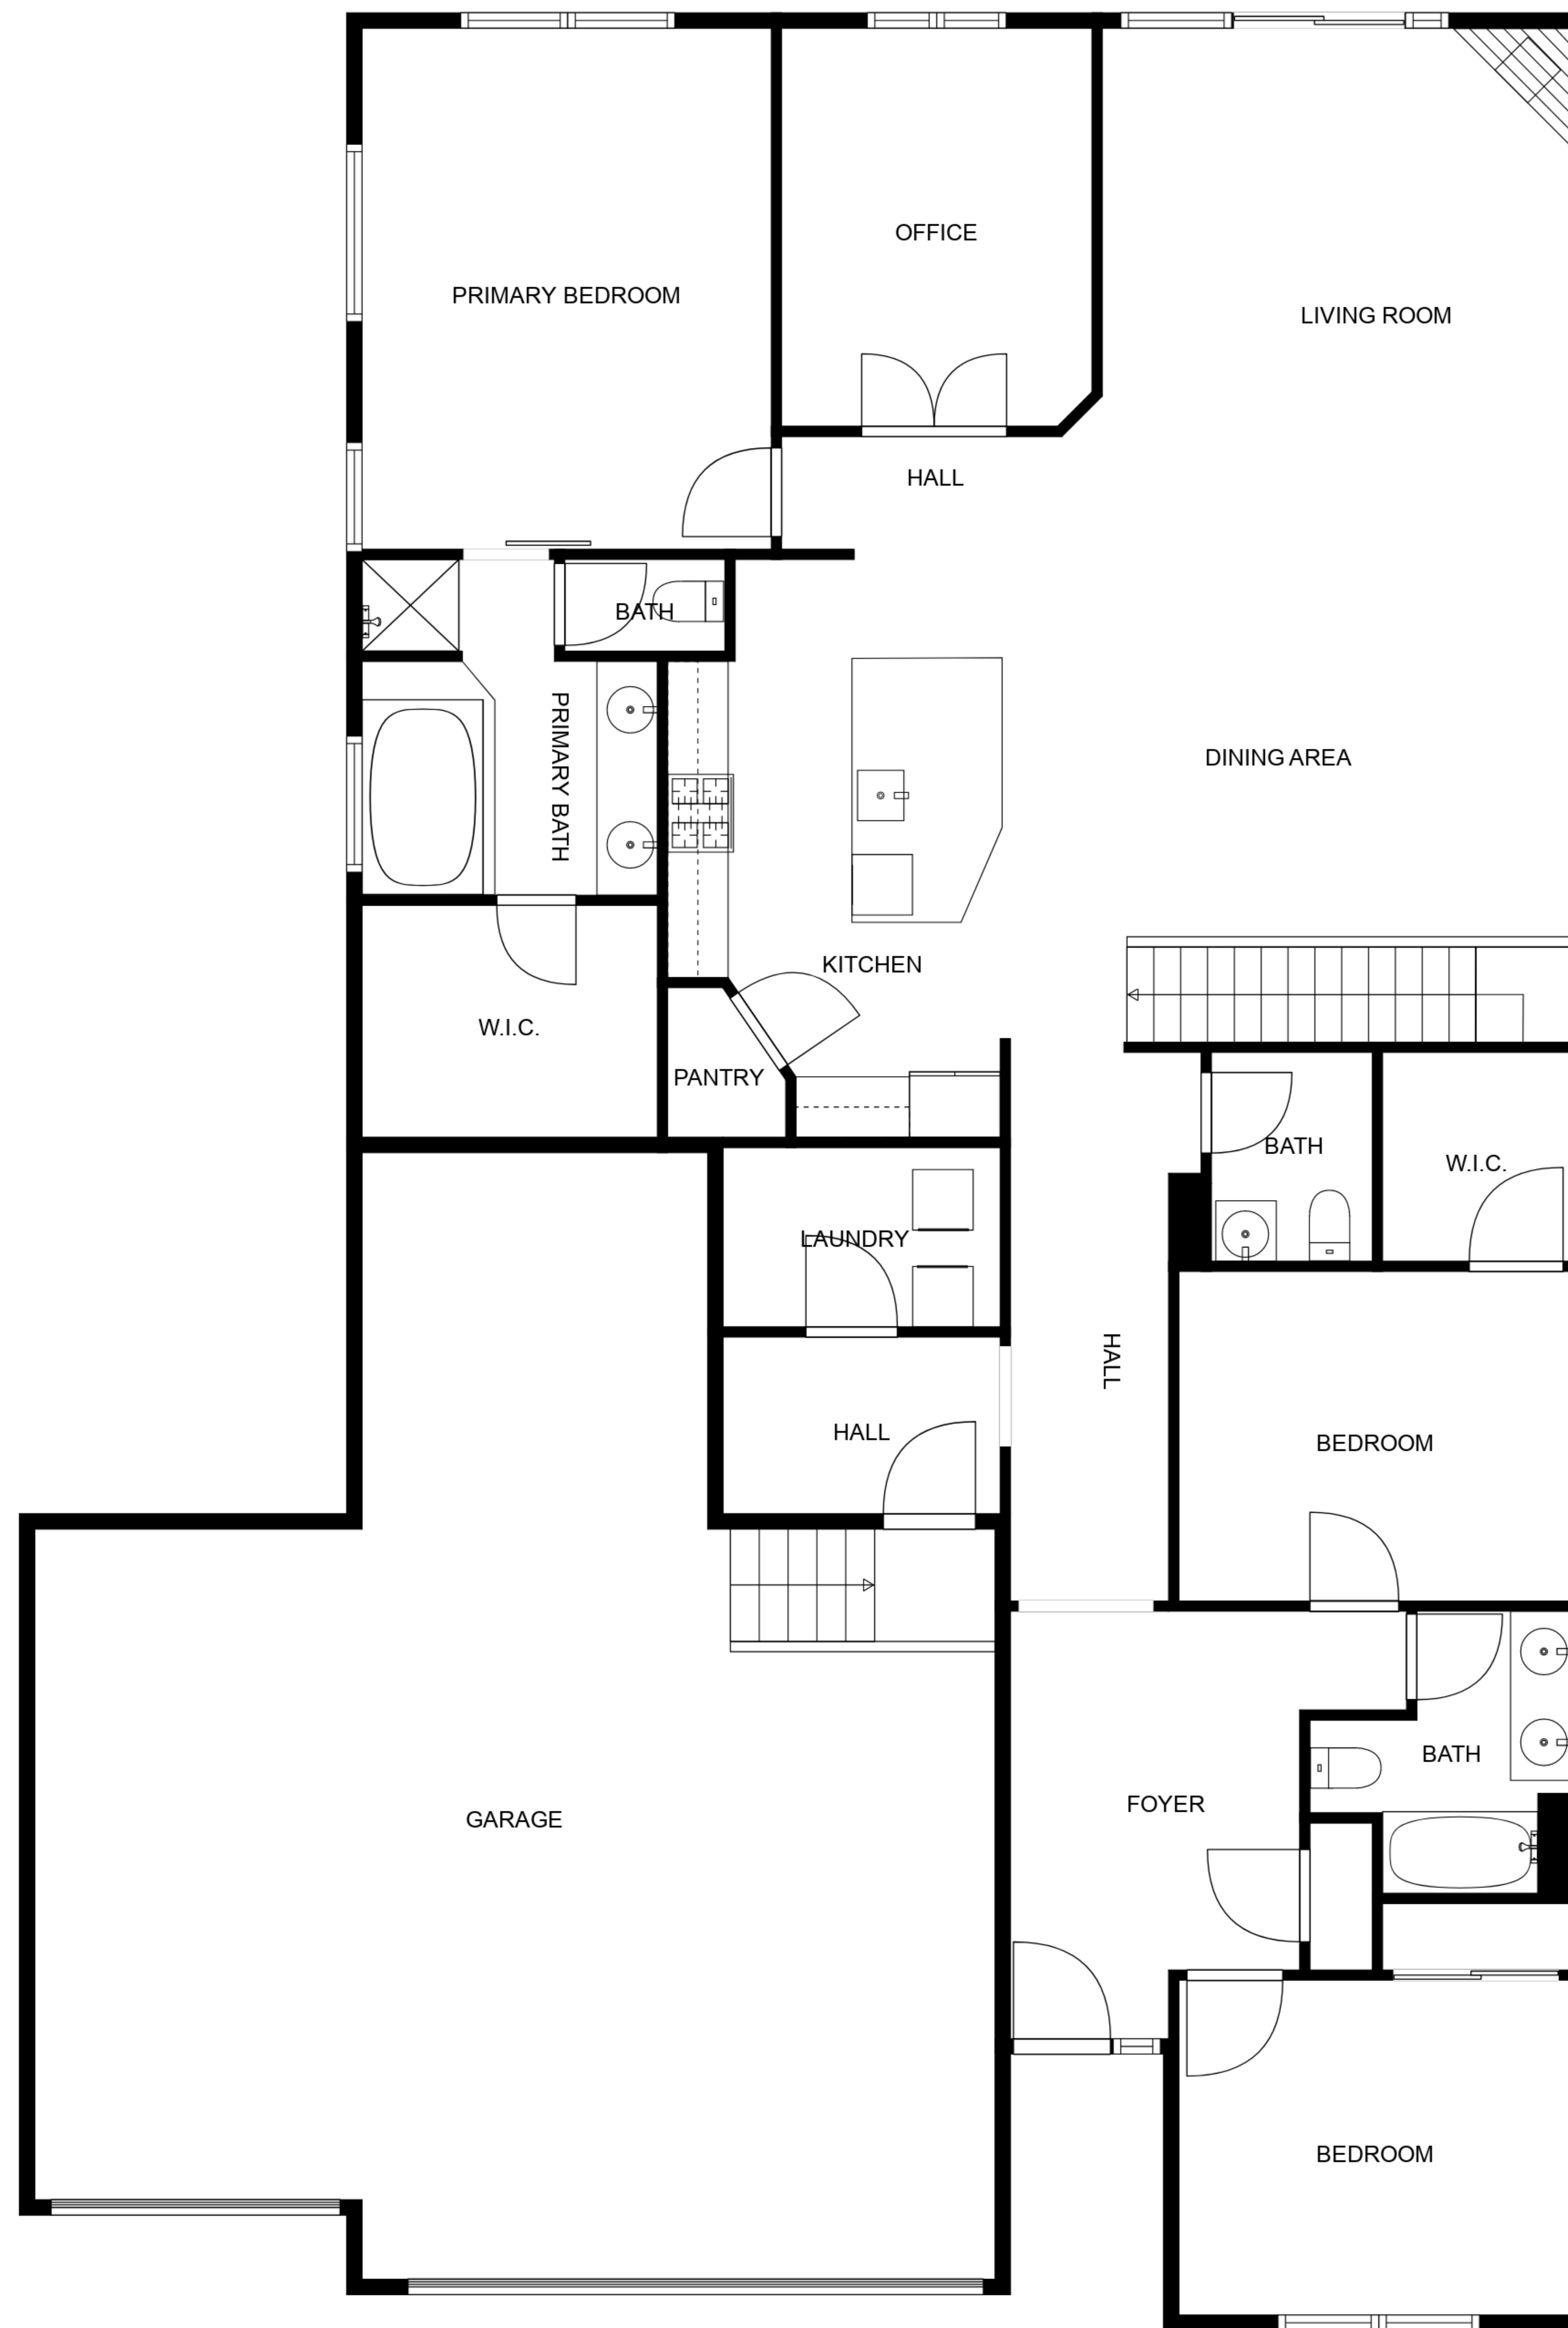 OFFICE
PRIMARY BEDROOM
LIVING ROOM
HALL
BATH
PRIMARY BATH
DINING AREA
KITCHEN
W.I.C.
PANTRY
BATH
W.I.C.
LAUNDRY
HALL
HALL
BEDROOM
BATH
FOYER
GARAGE
BEDROOM